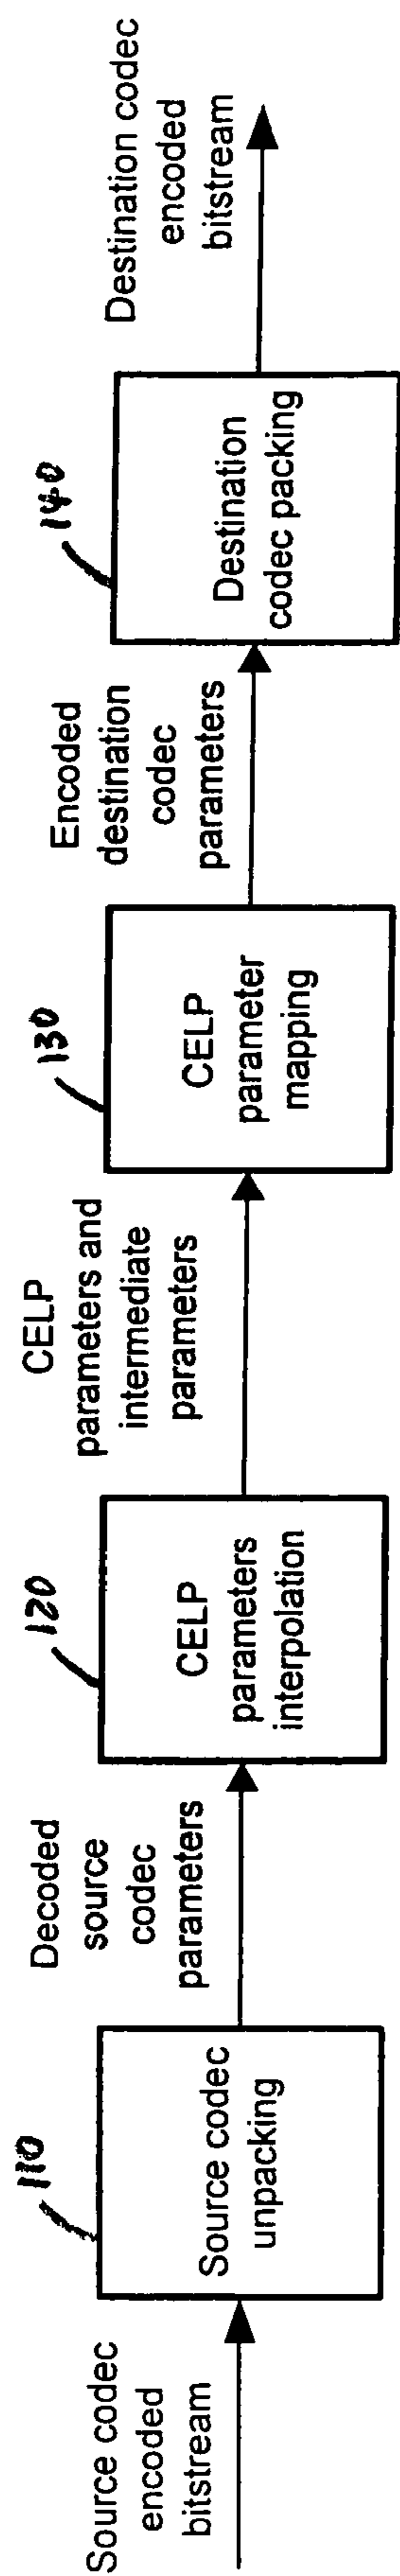 Source codec
encoded
bitstream
110
Source codec
unpacking
Decoded
source
codec
parameters
120
CELP
parameters
interpolation
CELP
parameters and
intermediate
parameters
130
CELP
parameter
mapping
Encoded
destination
codec
parameters
140
Destination
codec packing
Destination codec
encoded
bitstream